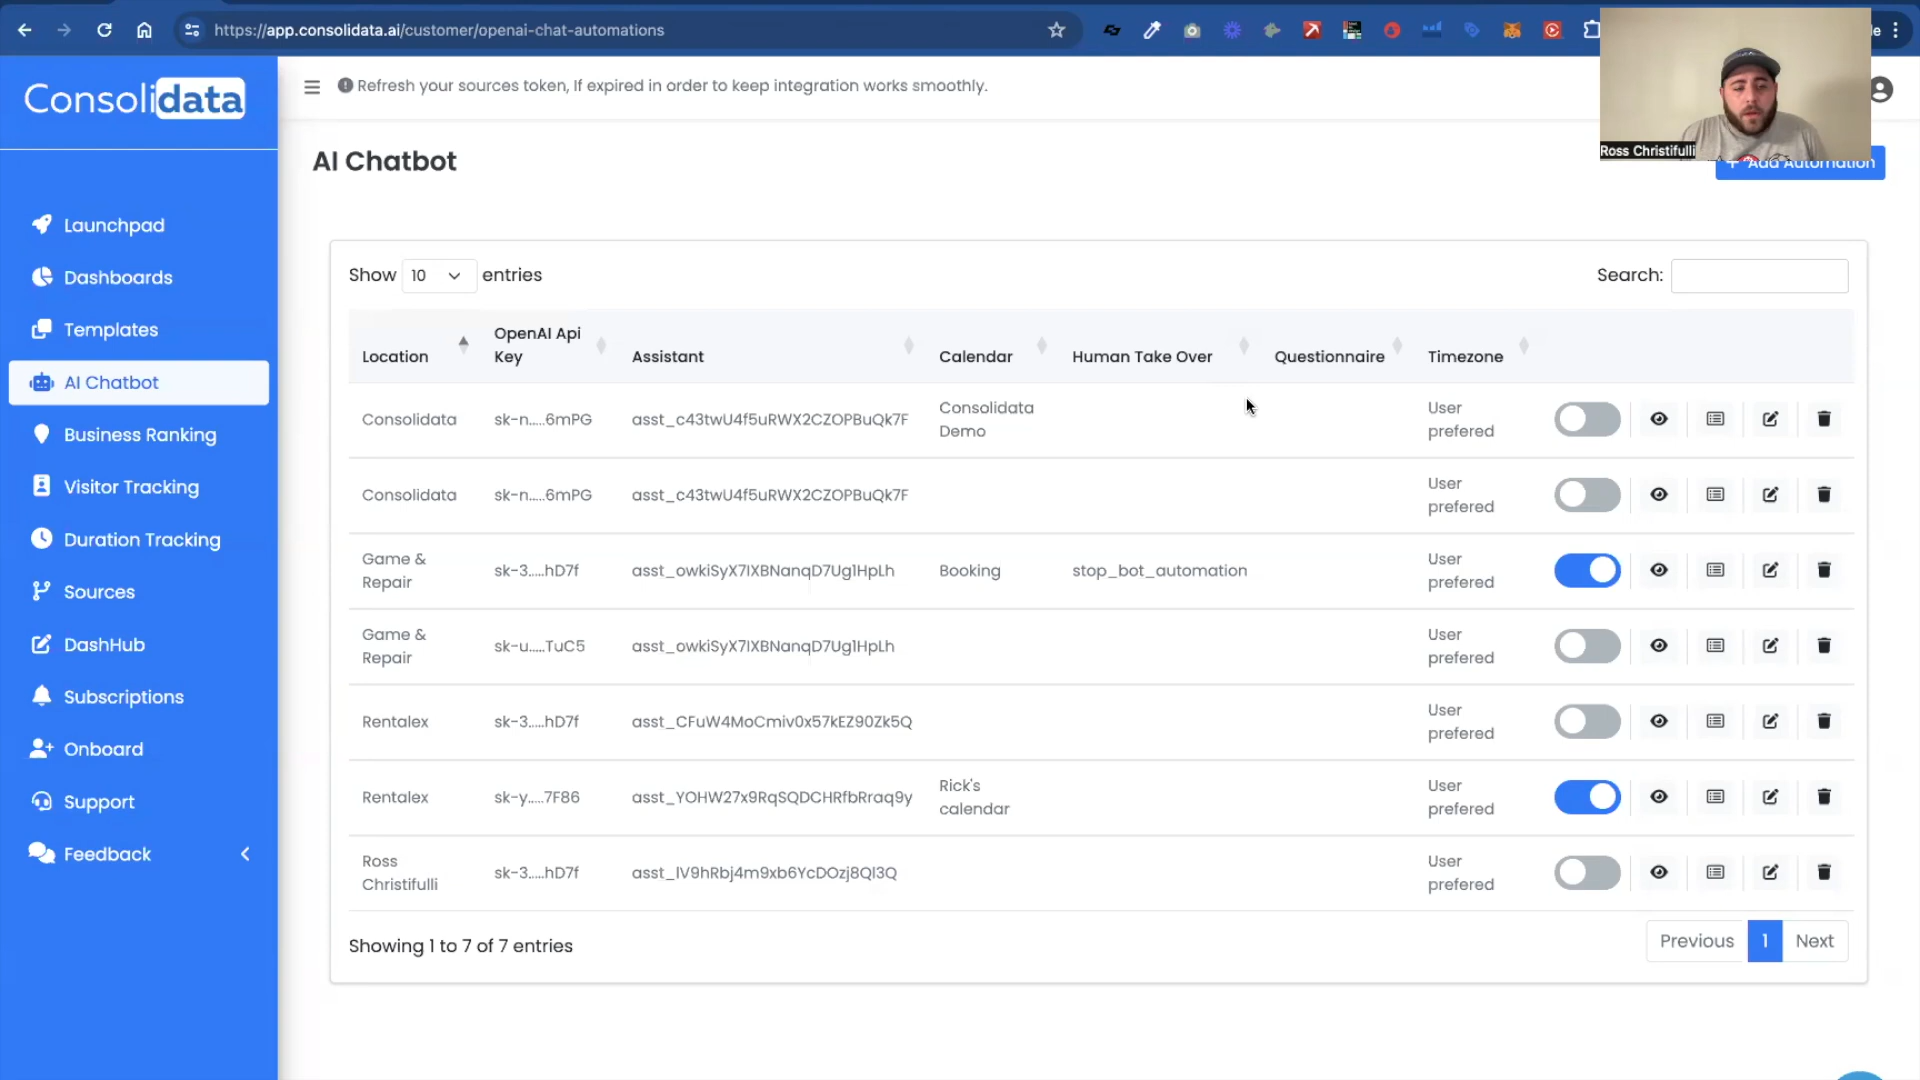 https://app.consolidata.ai/customer/openai-chat-automations
Consolidata
Refresh your sources token, If expired in order to keep integration works smoothly.
Ross Christifulli
AI Chatbot
+ Add Automation
Launchpad
Dashboards
Templates
AI Chatbot
Business Ranking
Visitor Tracking
Duration Tracking
Sources
DashHub
Subscriptions
Onboard
Support
Feedback
Show 10 entries
Search:
Location OpenAI Api Key Assistant Calendar Human Take Over Questionnaire Timezone
Consolidata sk-n.....6mPG asst_c43twU4f5uRWX2CZOPBuQk7F Consolidata Demo User prefered
Consolidata sk-n.....6mPG asst_c43twU4f5uRWX2CZOPBuQk7F User prefered
Game & Repair sk-3.....hD7f asst_owkiSyX7IXBNanqD7Ug1HpLh Booking stop_bot_automation User prefered
Game & Repair sk-u.....TuC5 asst_owkiSyX7IXBNanqD7Ug1HpLh User prefered
Rentalex sk-3.....hD7f asst_CFuW4MoCmiv0x57kEZ90Zk5Q User prefered
Rentalex sk-y.....7F86 asst_YOHW27x9RqSQDCHRfbRraq9y Rick's calendar User prefered
Ross Christifulli sk-3.....hD7f asst_lV9hRbj4m9xb6YcDOzj8Ql3Q User prefered
Showing 1 to 7 of 7 entries
Previous 1 Next